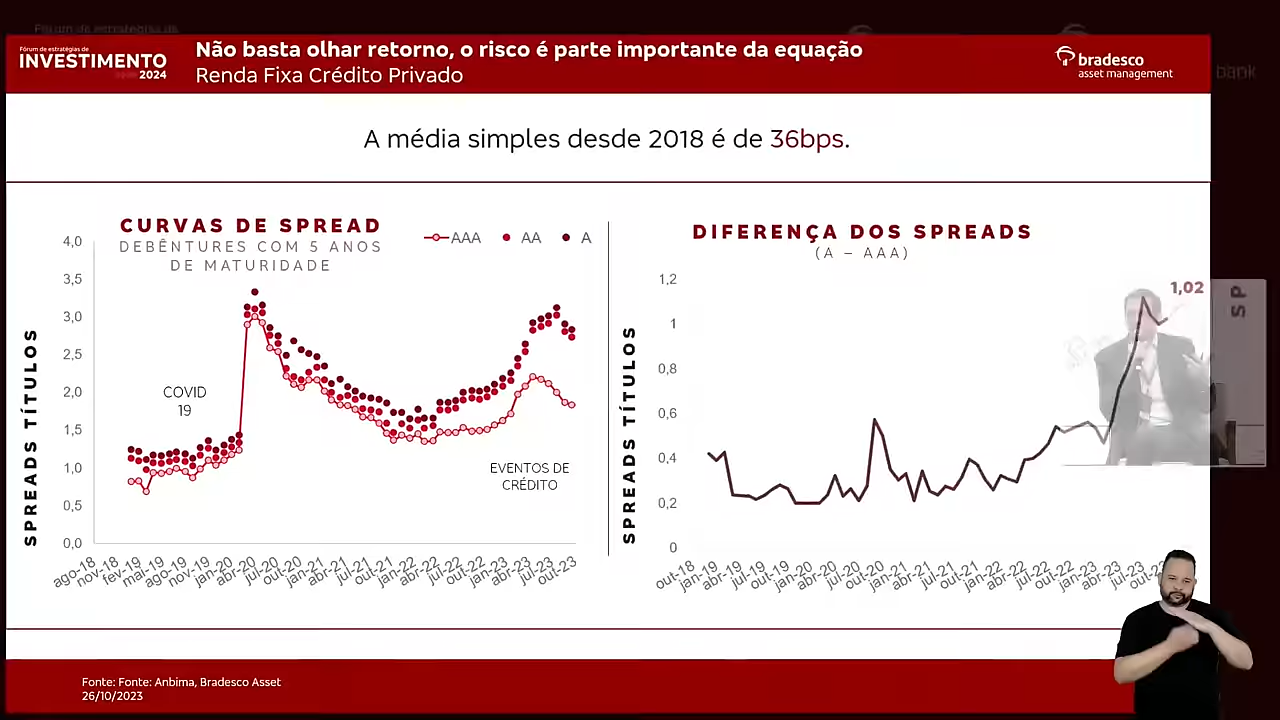 Fórum de estratégias de
INVESTIMENTO
2024
Não basta olhar retorno, o risco é parte importante da equação
Renda Fixa Crédito Privado
bradesco
asset management
bank
A média simples desde 2018 é de 36bps.
CURVAS DE SPREAD
DEBÊNTURES COM 5 ANOS
DE MATURIDADE
AAA AA A
SPREADS TÍTULOS
4,0
3,5
3,0
2,5
2,0
1,5
1,0
0,5
0,0
COVID
19
EVENTOS DE
CRÉDITO
ago-18 nov-18 fev-19 mai-19 ago-19 nov-19 jan-20 abr-20 jul-20 out-20 jan-21 abr-21 jul-21 out-21 jan-22 abr-22 jul-22 out-22 jan-23 abr-23 jul-23 out-23
DIFERENÇA DOS SPREADS
(A – AAA)
SPREADS TÍTULOS
1,2
1
0,8
0,6
0,4
0,2
0
1,02
SP
out-18 jan-19 abr-19 jul-19 out-19 jan-20 abr-20 jul-20 out-20 jan-21 abr-21 jul-21 out-21 jan-22 abr-22 jul-22 out-22 jan-23 abr-23 jul-23
Fonte: Fonte: Anbima, Bradesco Asset
26/10/2023